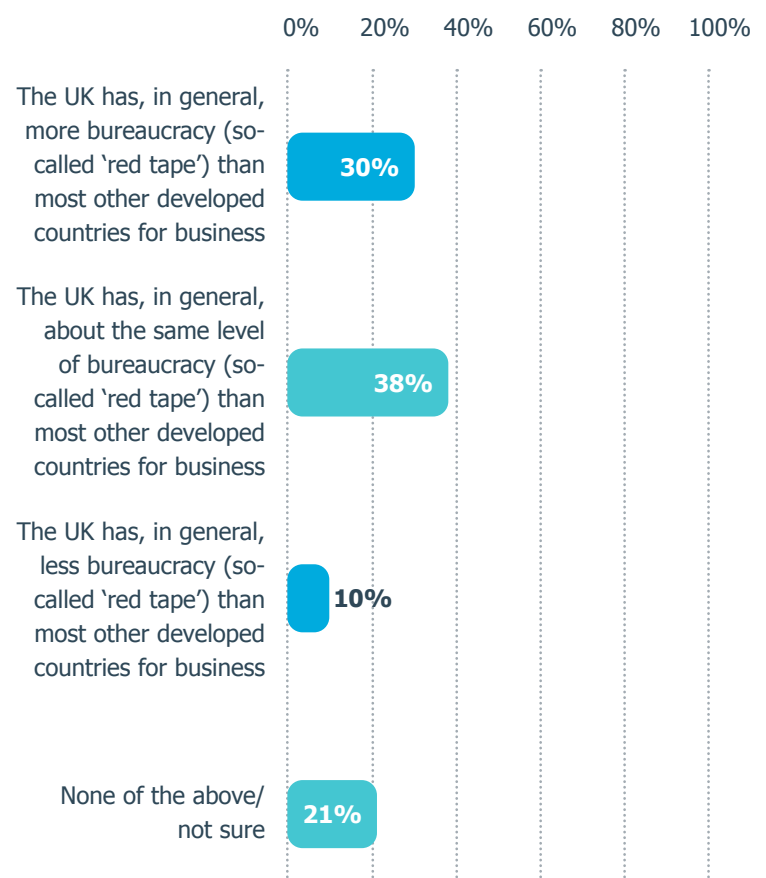 0% 20% 40% 60% 80% 100%
The UK has, in general,
more bureaucracy (so-
called ‘red tape’) than
most other developed
countries for business
30%
The UK has, in general,
about the same level
of bureaucracy (so-
called ‘red tape’) than
most other developed
countries for business
38%
The UK has, in general,
less bureaucracy (so-
called ‘red tape’) than
most other developed
countries for business
10%
None of the above/
not sure
21%